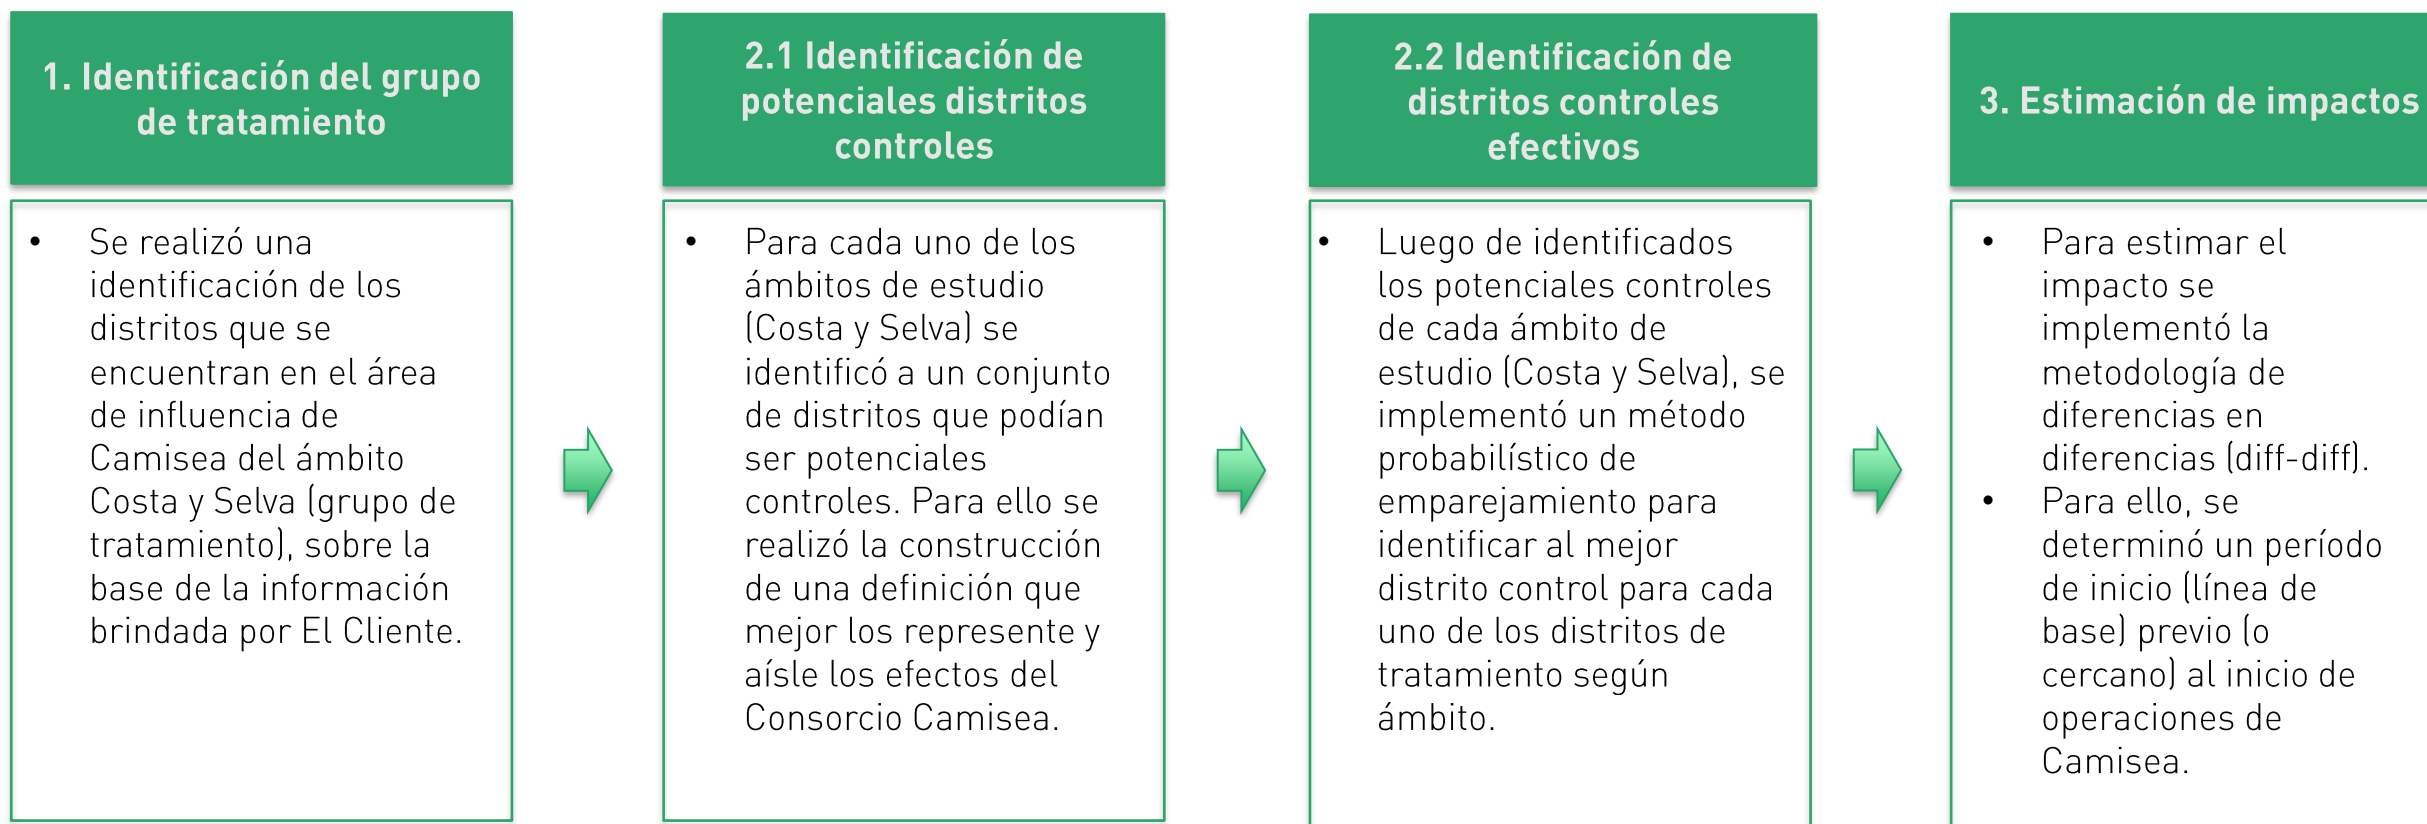 1. Identificación del grupo
de tratamiento
• Se realizó una
identificación de los
distritos que se
encuentran en el área
de influencia de
Camisea del ámbito
Costa y Selva (grupo de
tratamiento), sobre la
base de la información
brindada por El Cliente.
2.1 Identificación de
potenciales distritos
controles
• Para cada uno de los
ámbitos de estudio
(Costa y Selva) se
identificó a un conjunto
de distritos que podían
ser potenciales
controles. Para ello se
realizó la construcción
de una definición que
mejor los represente y
aísle los efectos del
Consorcio Camisea.
2.2 Identificación de
distritos controles
efectivos
• Luego de identificados
los potenciales controles
de cada ámbito de
estudio (Costa y Selva), se
implementó un método
probabilístico de
emparejamiento para
identificar al mejor
distrito control para cada
uno de los distritos de
tratamiento según
ámbito.
3. Estimación de impactos
• Para estimar el
impacto se
implementó la
metodología de
diferencias en
diferencias (diff-diff).
• Para ello, se
determinó un período
de inicio (línea de
base) previo (o
cercano) al inicio de
operaciones de
Camisea.